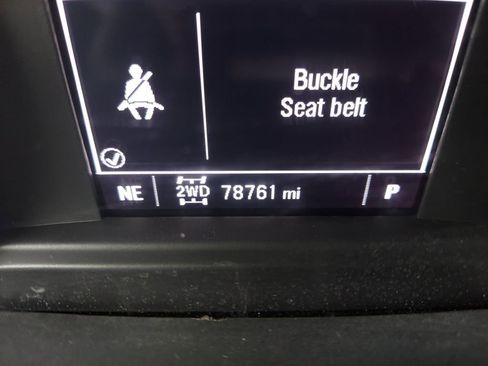 Buckle
Seat belt
NE 2WD 78761 mi P